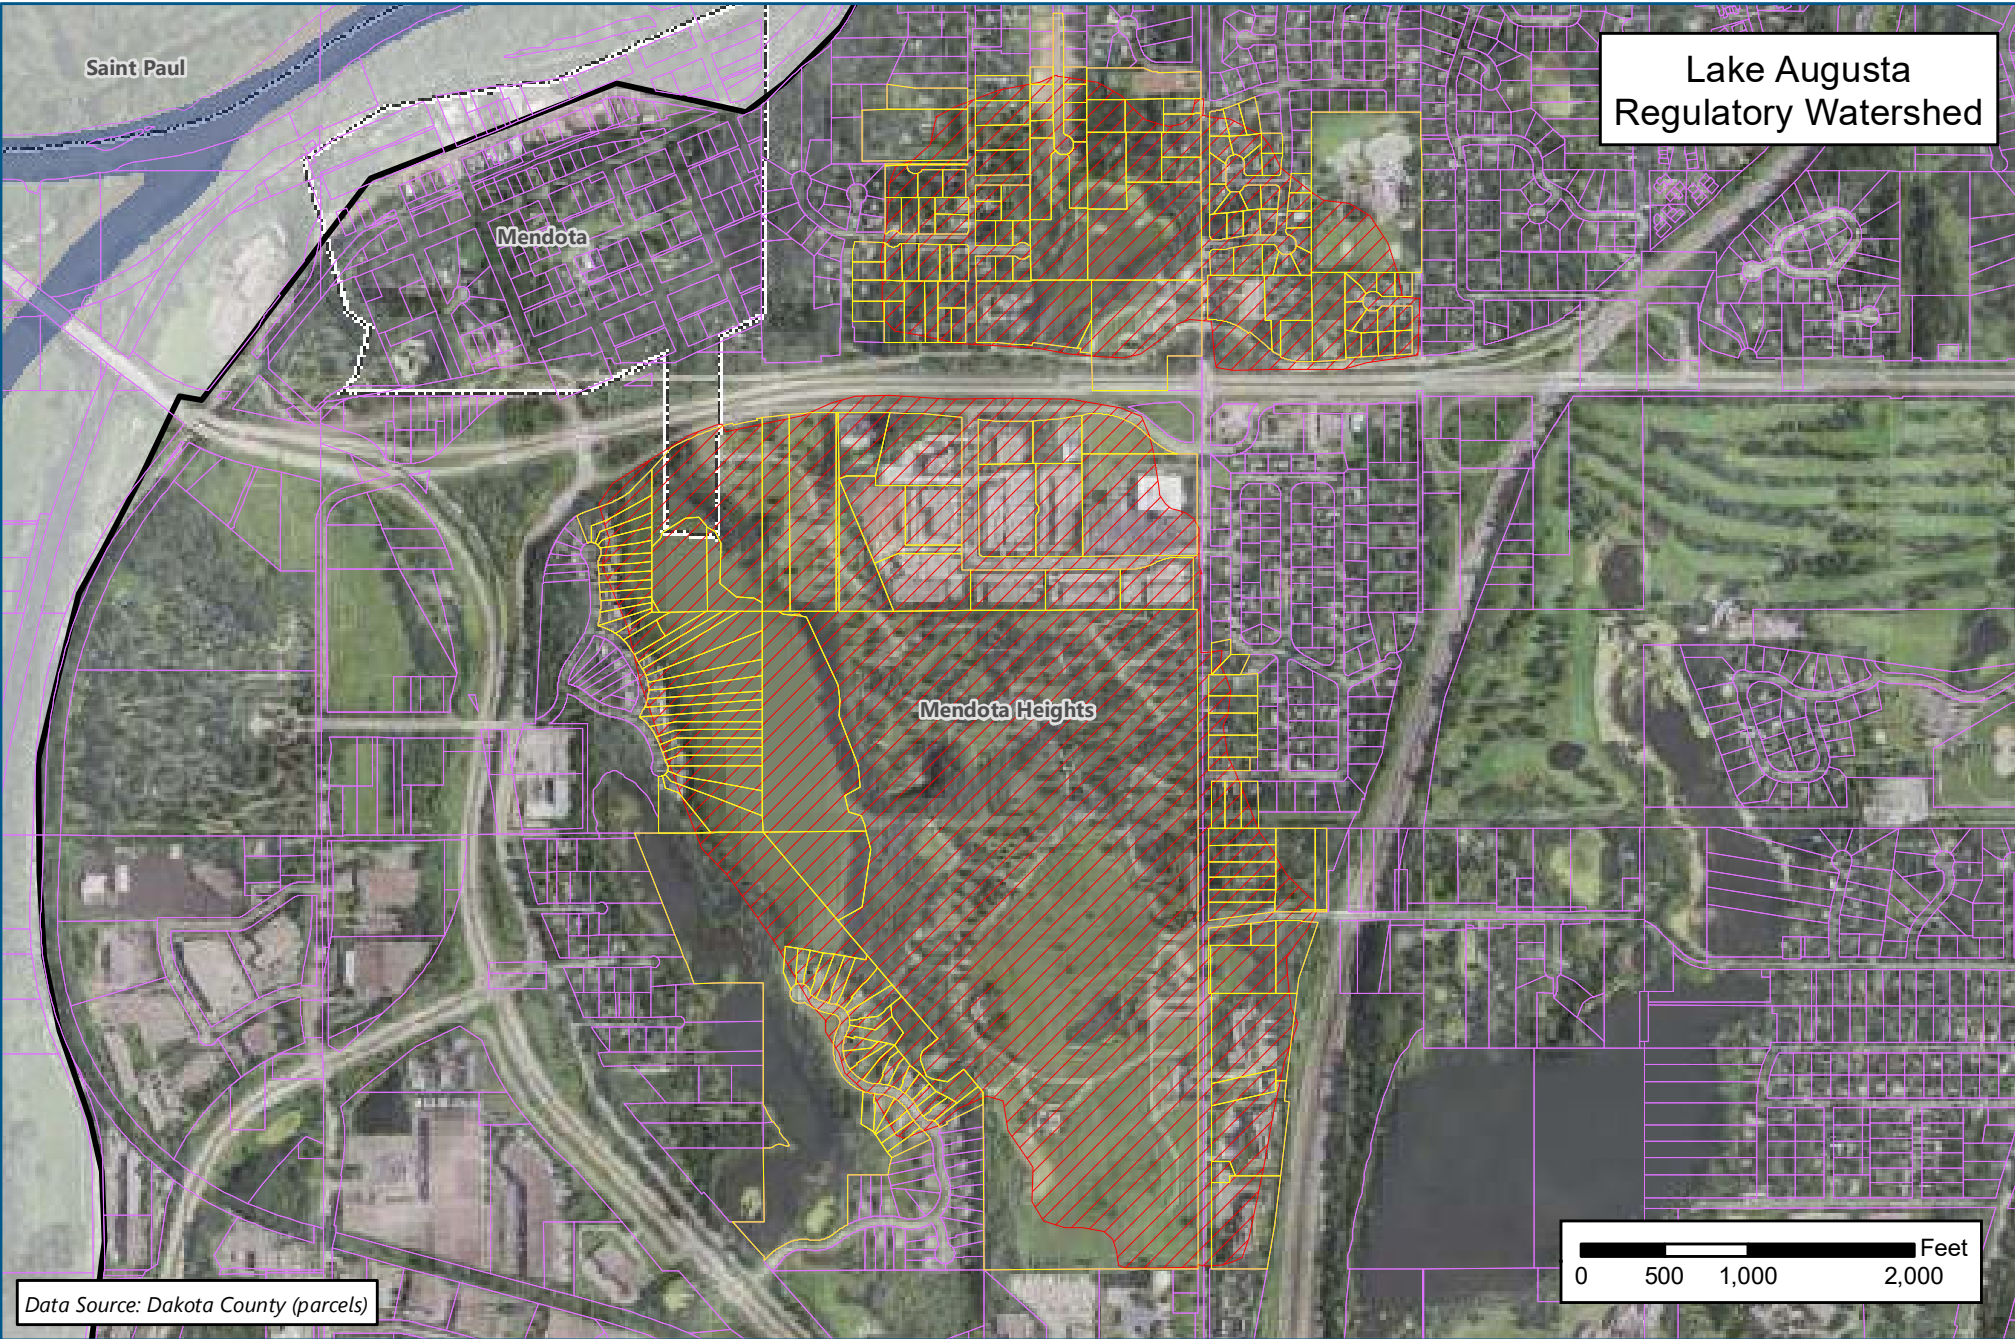 Saint Paul
Lake Augusta
Regulatory Watershed
Mendota
Mendota Heights
Feet
0 500 1,000 2,000
Data Source: Dakota County (parcels)